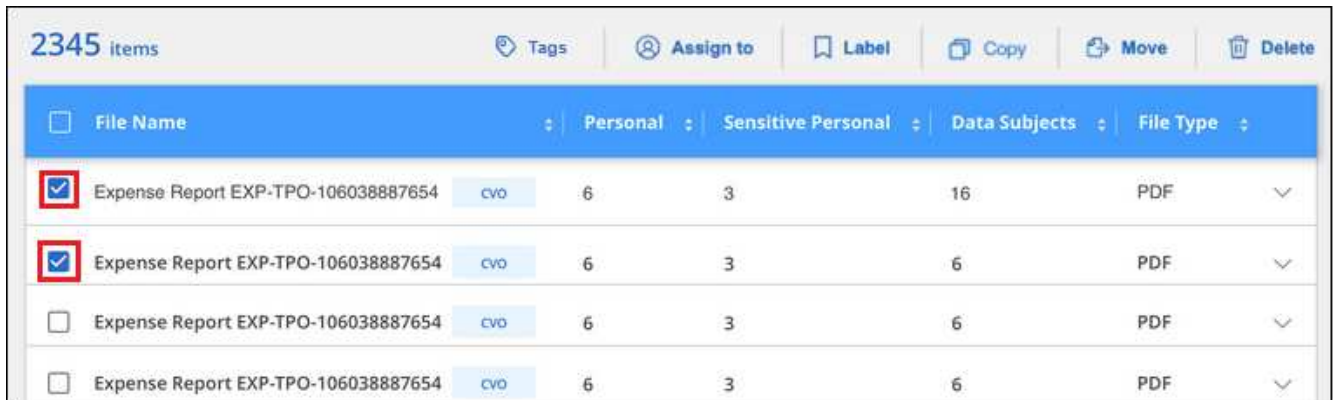 2345 items Tags Assign to Label Copy Move Delete
File Name Personal Sensitive Personal Data Subjects File Type
Expense Report EXP-TPO-106038887654 CVO 6 3 16 PDF
Expense Report EXP-TPO-106038887654 CVO 6 3 6 PDF
Expense Report EXP-TPO-106038887654 CVO 6 3 6 PDF
Expense Report EXP-TPO-106038887654 CVO 6 3 6 PDF